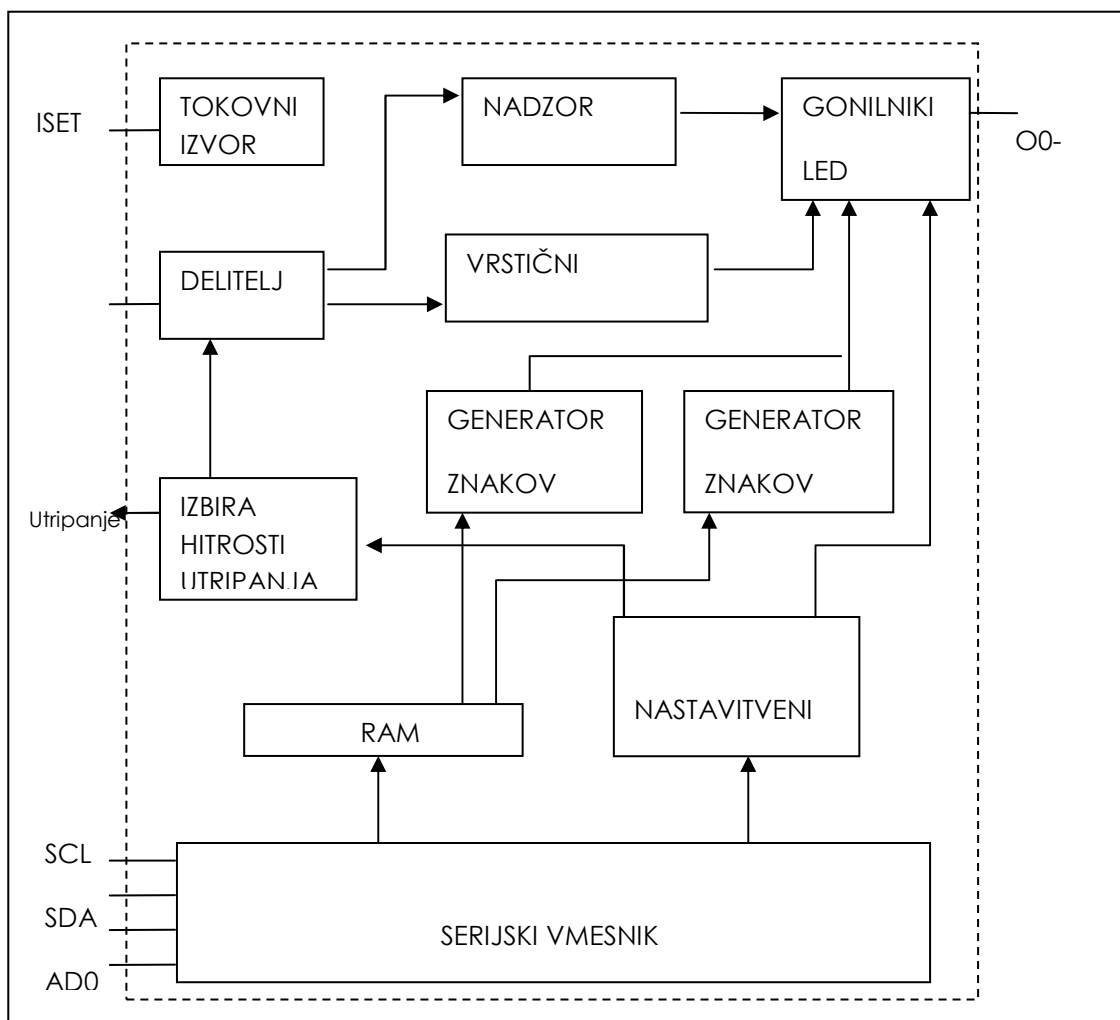 ISET
TOKOVNI
IZVOR
NADZOR
GONILNIKI
LED
O0-
DELITELJ
VRSTIČNI
GENERATOR
ZNAKOV
GENERATOR
ZNAKOV
Utripanje
IZBIRA
HITROSTI
UTRIPANJA
NASTAVITVENI
RAM
SCL
SDA
AD0
SERIJSKI VMESNIK